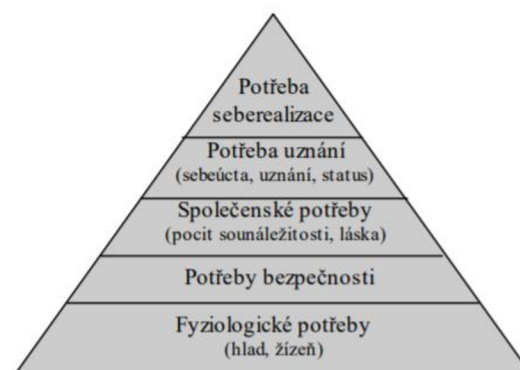 Potřeba
seberealizace
Potřeba uznání
(sebeúcta, uznání, status)
Společenské potřeby
(pocit sounáležitosti, láska)
Potřeby bezpečnosti
Fyziologické potřeby
(hlad, žízeň)